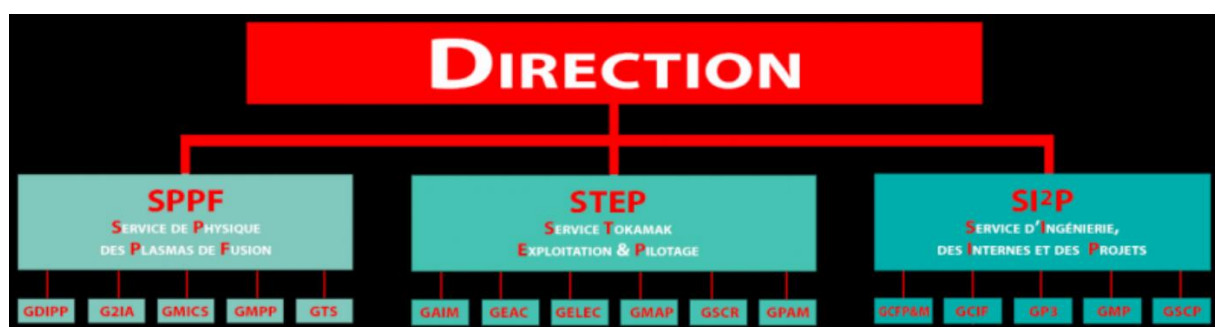 DIRECTION
SPPF
SERVICE DE PHYSIQUE
DES PLASMAS DE FUSION
STEP
SERVICE TOKAMAK
EXPLOITATION & PILOTAGE
SI²P
SERVICE D'INGÉNIERIE,
DES INTERNES ET DES PROJETS
GDIPP G2IA GMICS GMPP GTS
GAIM GEAC GELEC GMAP GSCR GPAM
GCFP&M GCIF GP3 GMP GSCP